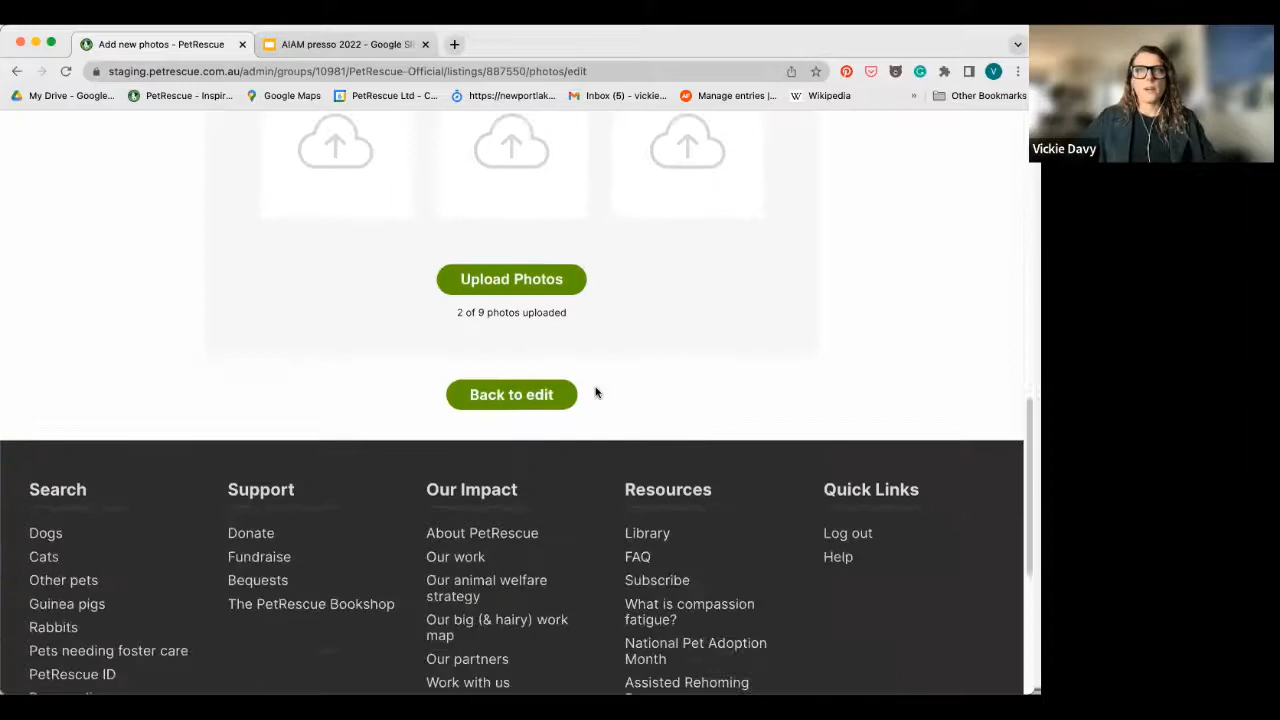 Add new photos - PetRescue
AIAM presso 2022 - Google Sli
staging.petrescue.com.au/admin/groups/10981/PetRescue-Official/listings/887550/photos/edit
V
My Drive - Google...
PetRescue - Inspir...
Google Maps
PetRescue Ltd - C...
https://newportlak...
Inbox (5) - vickie...
Manage entries |...
W Wikipedia
»
Other Bookmarks
Vickie Davy
Upload Photos
2 of 9 photos uploaded
Back to edit
Search
Dogs
Cats
Other pets
Guinea pigs
Rabbits
Pets needing foster care
PetRescue ID
Support
Donate
Fundraise
Bequests
The PetRescue Bookshop
Our Impact
About PetRescue
Our work
Our animal welfare
strategy
Our big (& hairy) work
map
Our partners
Work with us
Resources
Library
FAQ
Subscribe
What is compassion
fatigue?
National Pet Adoption
Month
Assisted Rehoming
Quick Links
Log out
Help